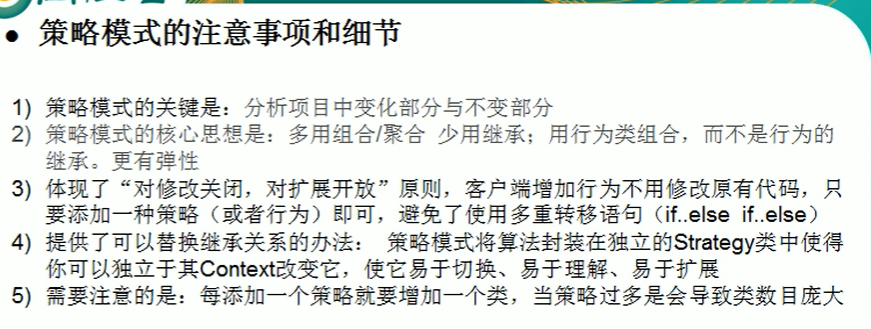 ● 策略模式的注意事项和细节
1) 策略模式的关键是：分析项目中变化部分与不变部分
2) 策略模式的核心思想是：多用组合/聚合 少用继承；用行为类组合，而不是行为的
继承。更有弹性
3) 体现了“对修改关闭，对扩展开放”原则，客户端增加行为不用修改原有代码，只
要添加一种策略（或者行为）即可，避免了使用多重转移语句（if..else if..else）
4) 提供了可以替换继承关系的办法： 策略模式将算法封装在独立的Strategy类中使得
你可以独立于其Context改变它，使它易于切换、易于理解、易于扩展
5) 需要注意的是：每添加一个策略就要增加一个类，当策略过多是会导致类数目庞大